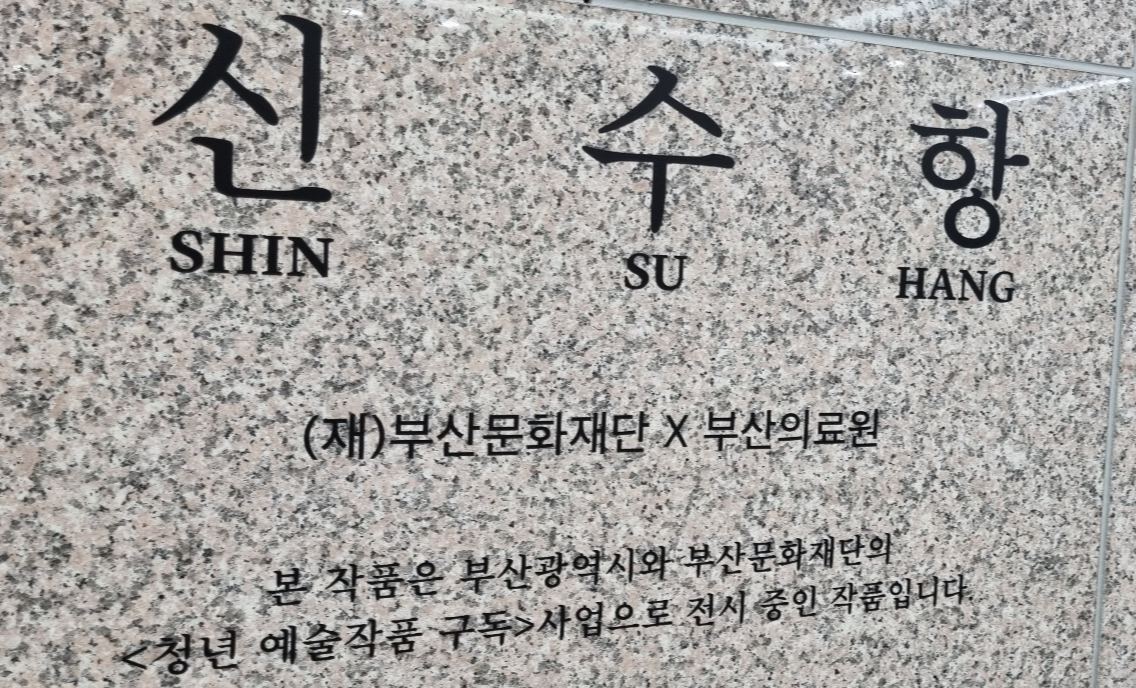 신 수 항
SHIN SU HANG
(재)부산문화재단 X 부산의료원
본 작품은 부산광역시와 부산문화재단의
<청년 예술작품 구독>사업으로 전시 중인 작품입니다.